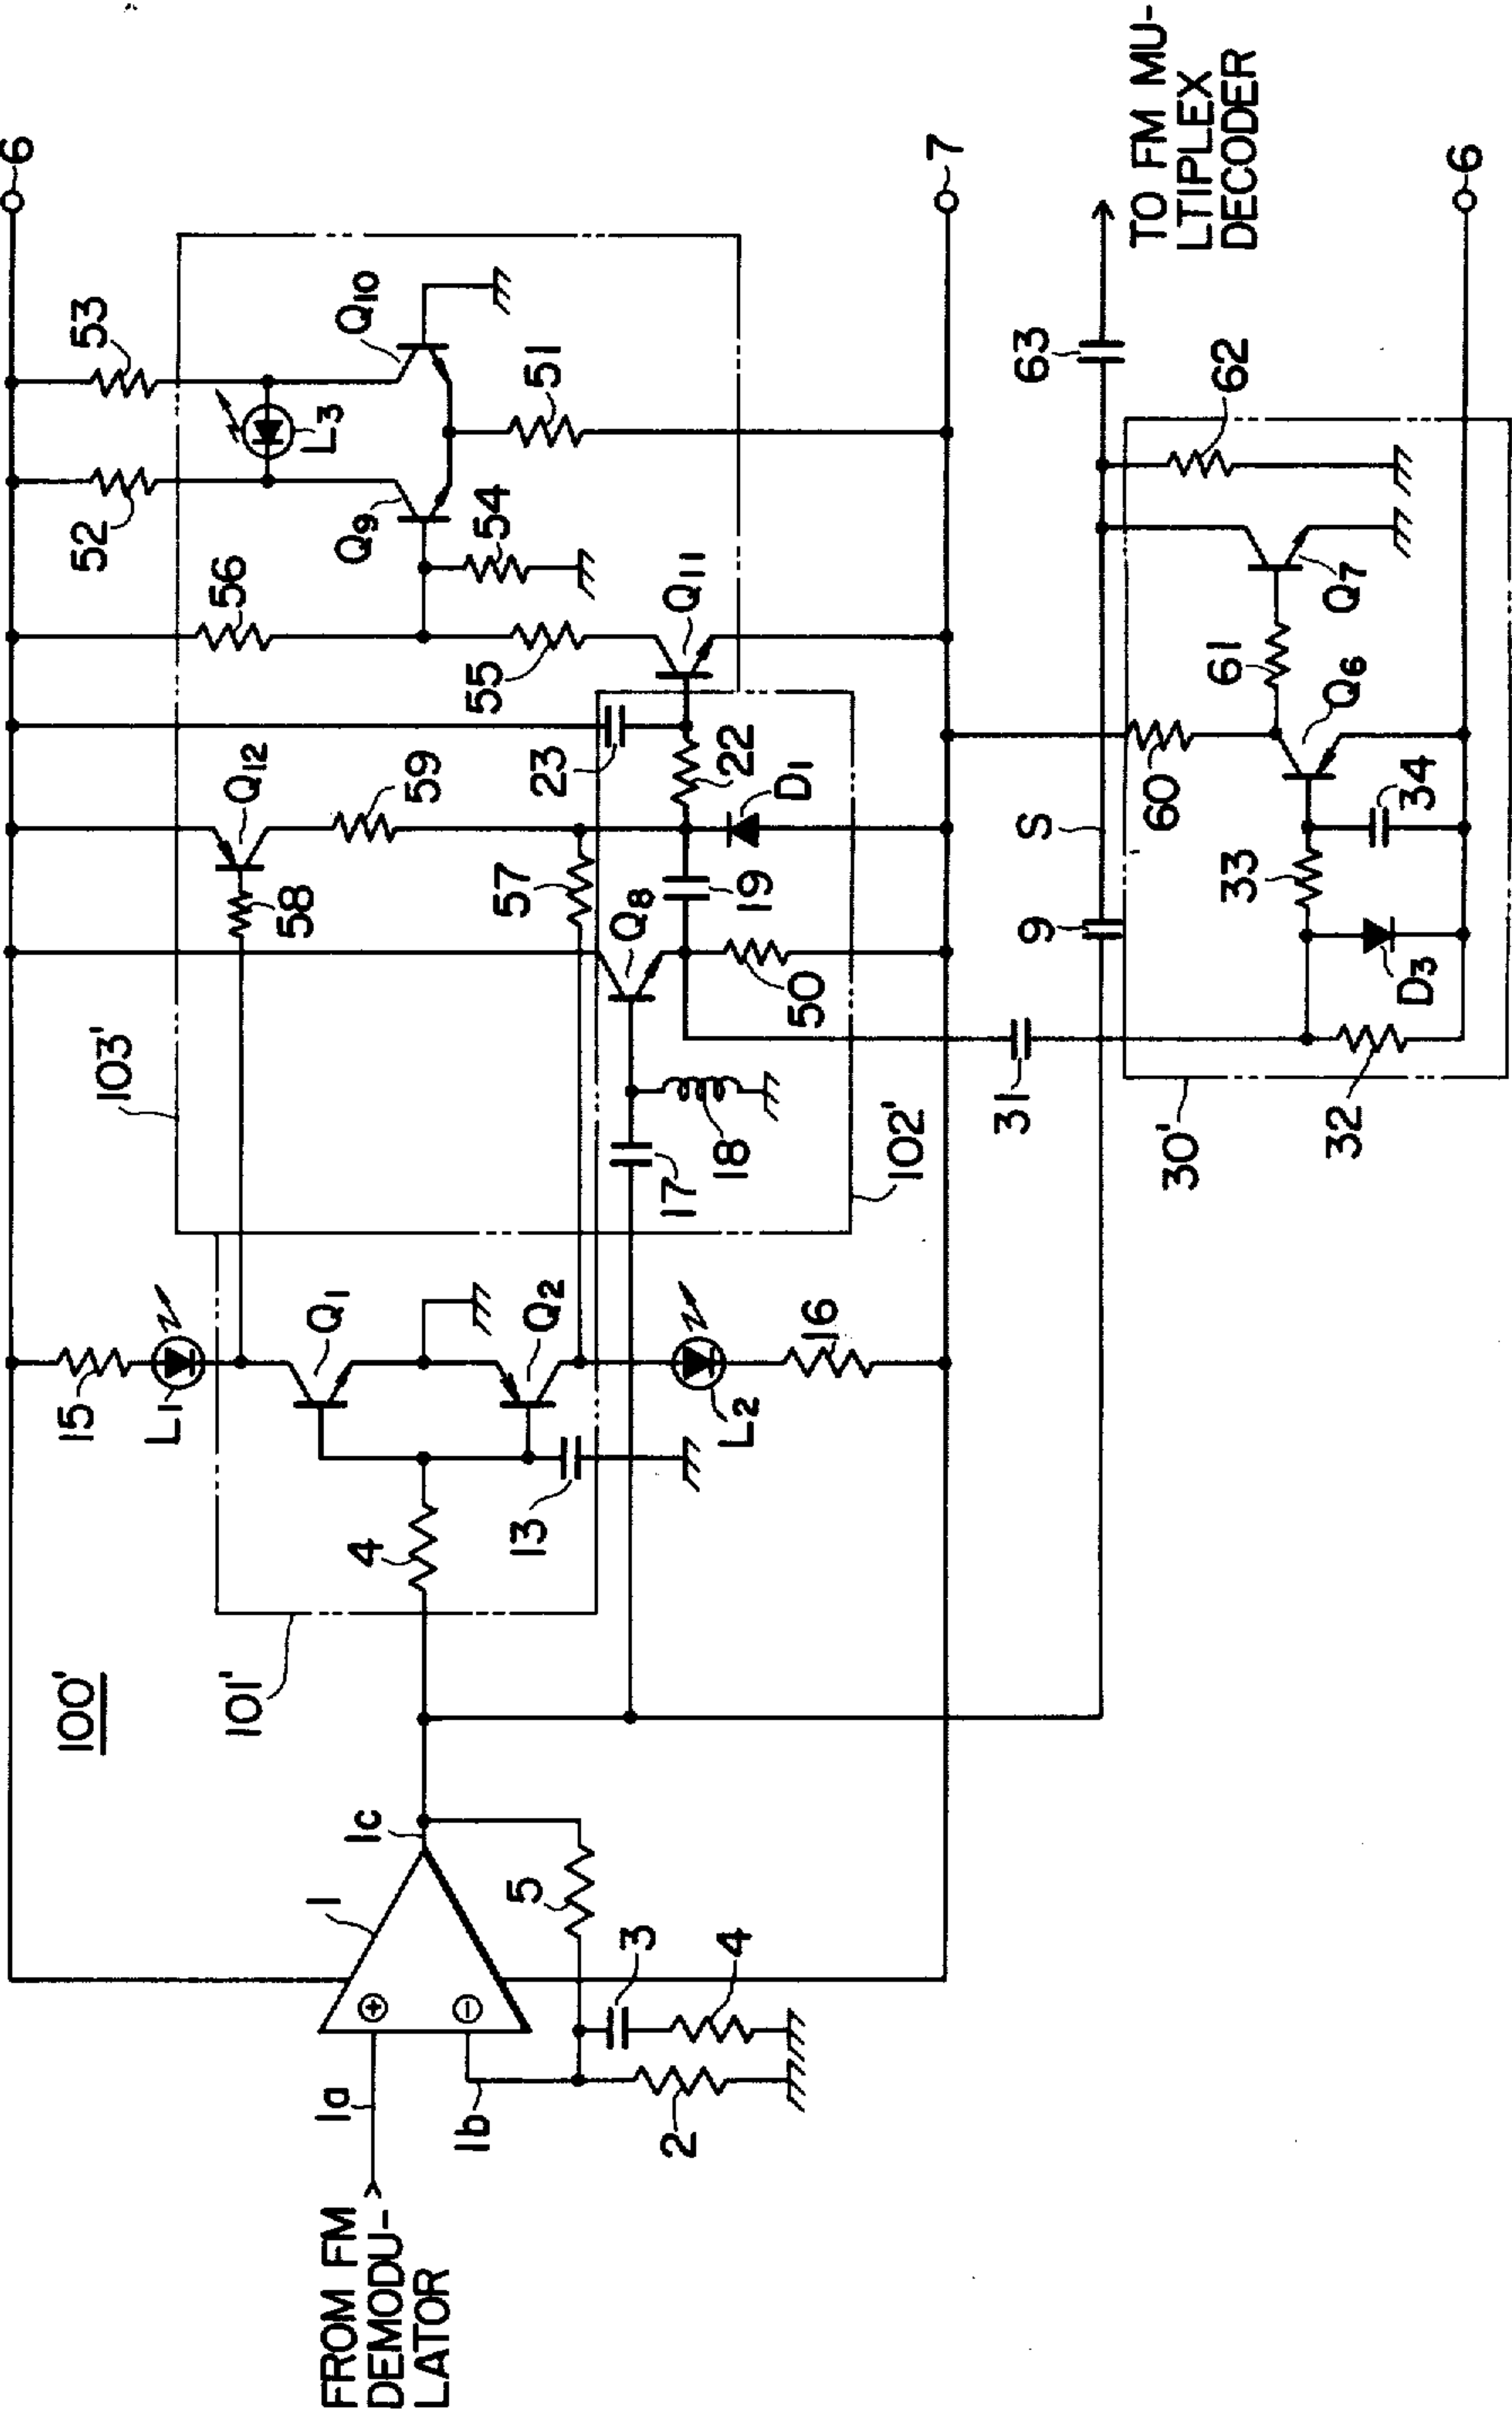 100'
FROM FM
DEMODU-
LATOR
1a
1b
1
1c
⊕
⊖
2
3
4
5
101'
4
13
15
L1
Q1
Q2
L2
16
103'
102'
17
18
58
Q12
59
57
Q8
50
19
D1
22
23
56
55
Q11
54
52
53
Q9
Q10
L3
51
6
7
31
9
S
63
TO FM MU-
LTIPLEX
DECODER
30'
32
D3
33
34
60
61
Q6
Q7
62
6